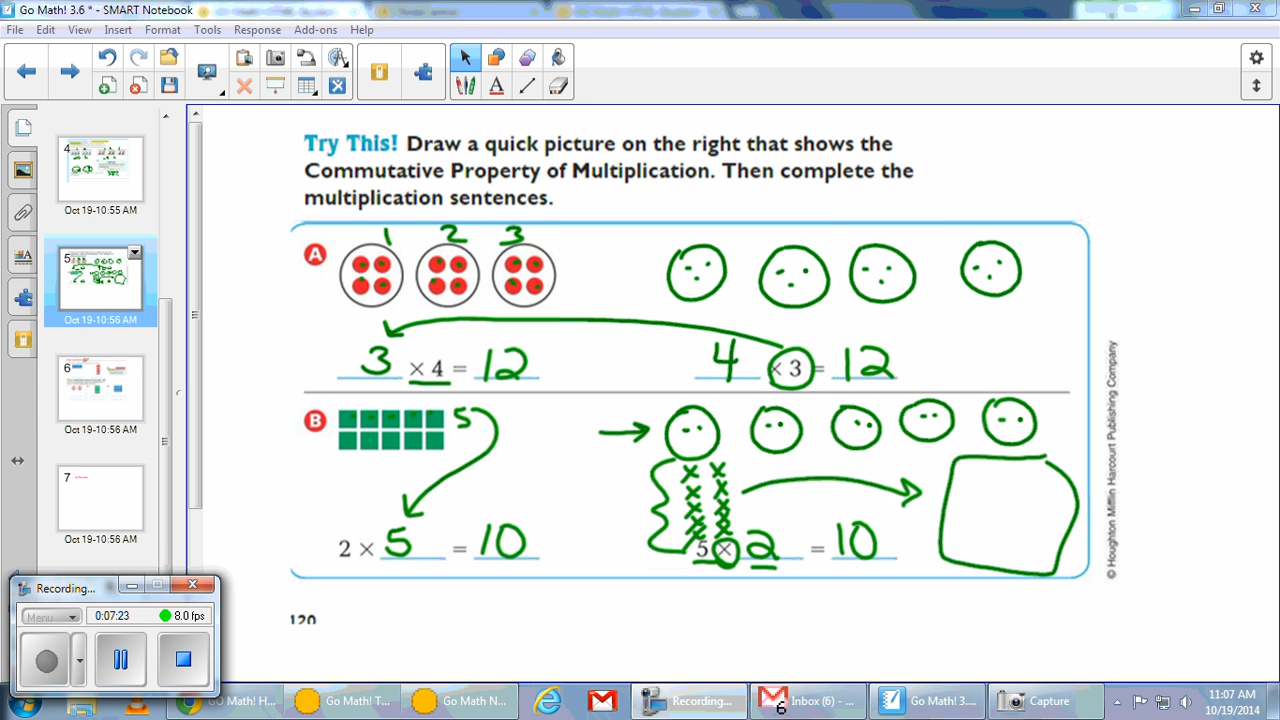 Go Math! 3.6 * - SMART Notebook
File Edit View Insert Format Tools Response Add-ons Help
4
Oct 19-10:55 AM
5
Oct 19-10:56 AM
6
Oct 19-10:56 AM
7
Oct 19-10:56 AM
Try This! Draw a quick picture on the right that shows the
Commutative Property of Multiplication. Then complete the
multiplication sentences.
A 1 2 3
3 × 4 = 12 4 × 3 = 12
B 5
x x
x x
x x
x x
x x
2 × 5 = 10 5 × 2 = 10
© Houghton Mifflin Harcourt Publishing Company
120
Recording...
Menu 0:07:23 8.0 fps
GO Math! H... Go Math! T... Go Math N... Recording... 6 Inbox (6) - ... Go Math! 3.... Capture
11:07 AM
10/19/2014